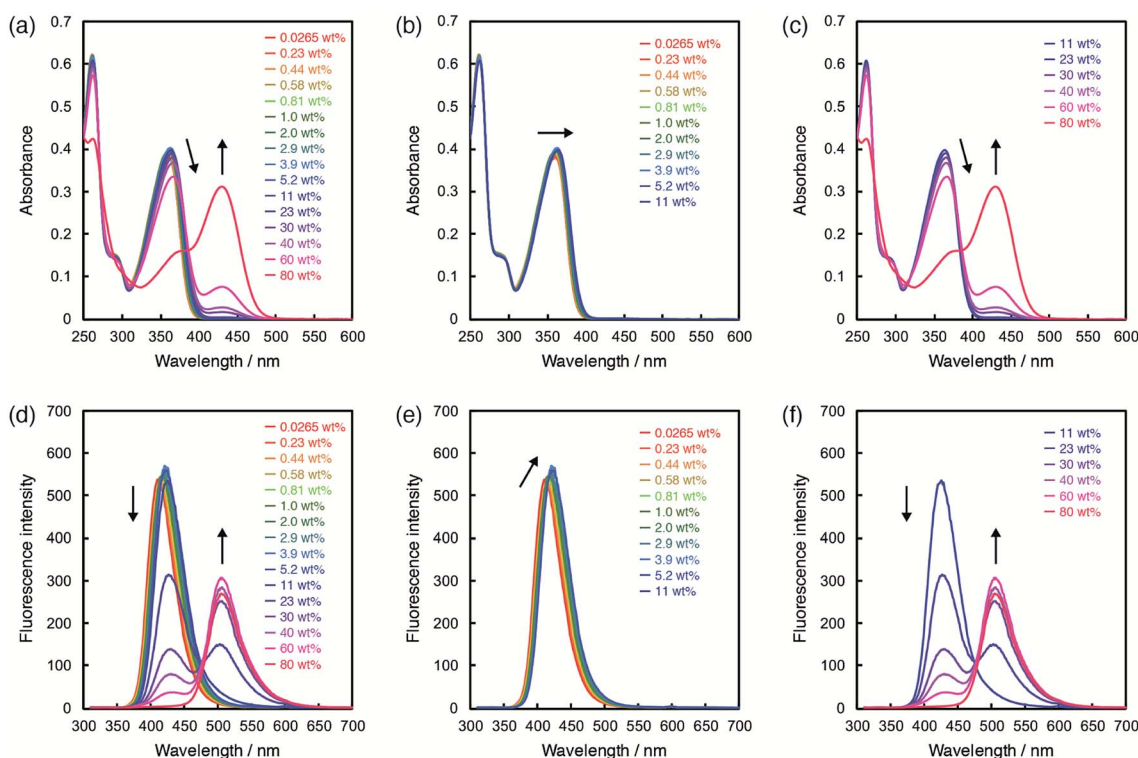 (a)
0.7
0.6
0.5
0.4
0.3
0.2
0.1
0
Absorbance
250 300 350 400 450 500 550 600
Wavelength / nm
0.0265 wt%
0.23 wt%
0.44 wt%
0.58 wt%
0.81 wt%
1.0 wt%
2.0 wt%
2.9 wt%
3.9 wt%
5.2 wt%
11 wt%
23 wt%
30 wt%
40 wt%
60 wt%
80 wt%
(b)
0.7
0.6
0.5
0.4
0.3
0.2
0.1
0
Absorbance
250 300 350 400 450 500 550 600
Wavelength / nm
0.0265 wt%
0.23 wt%
0.44 wt%
0.58 wt%
0.81 wt%
1.0 wt%
2.0 wt%
2.9 wt%
3.9 wt%
5.2 wt%
11 wt%
(c)
0.7
0.6
0.5
0.4
0.3
0.2
0.1
0
Absorbance
250 300 350 400 450 500 550 600
Wavelength / nm
11 wt%
23 wt%
30 wt%
40 wt%
60 wt%
80 wt%
(d)
700
600
500
400
300
200
100
0
Fluorescence intensity
300 350 400 450 500 550 600 700
Wavelength / nm
0.0265 wt%
0.23 wt%
0.44 wt%
0.58 wt%
0.81 wt%
1.0 wt%
2.0 wt%
2.9 wt%
3.9 wt%
5.2 wt%
11 wt%
23 wt%
30 wt%
40 wt%
60 wt%
80 wt%
(e)
700
600
500
400
300
200
100
0
Fluorescence intensity
300 350 400 450 500 550 600 700
Wavelength / nm
0.0265 wt%
0.23 wt%
0.44 wt%
0.58 wt%
0.81 wt%
1.0 wt%
2.0 wt%
2.9 wt%
3.9 wt%
5.2 wt%
11 wt%
(f)
700
600
500
400
300
200
100
0
Fluorescence intensity
300 350 400 450 500 550 600 700
Wavelength / nm
11 wt%
23 wt%
30 wt%
40 wt%
60 wt%
80 wt%